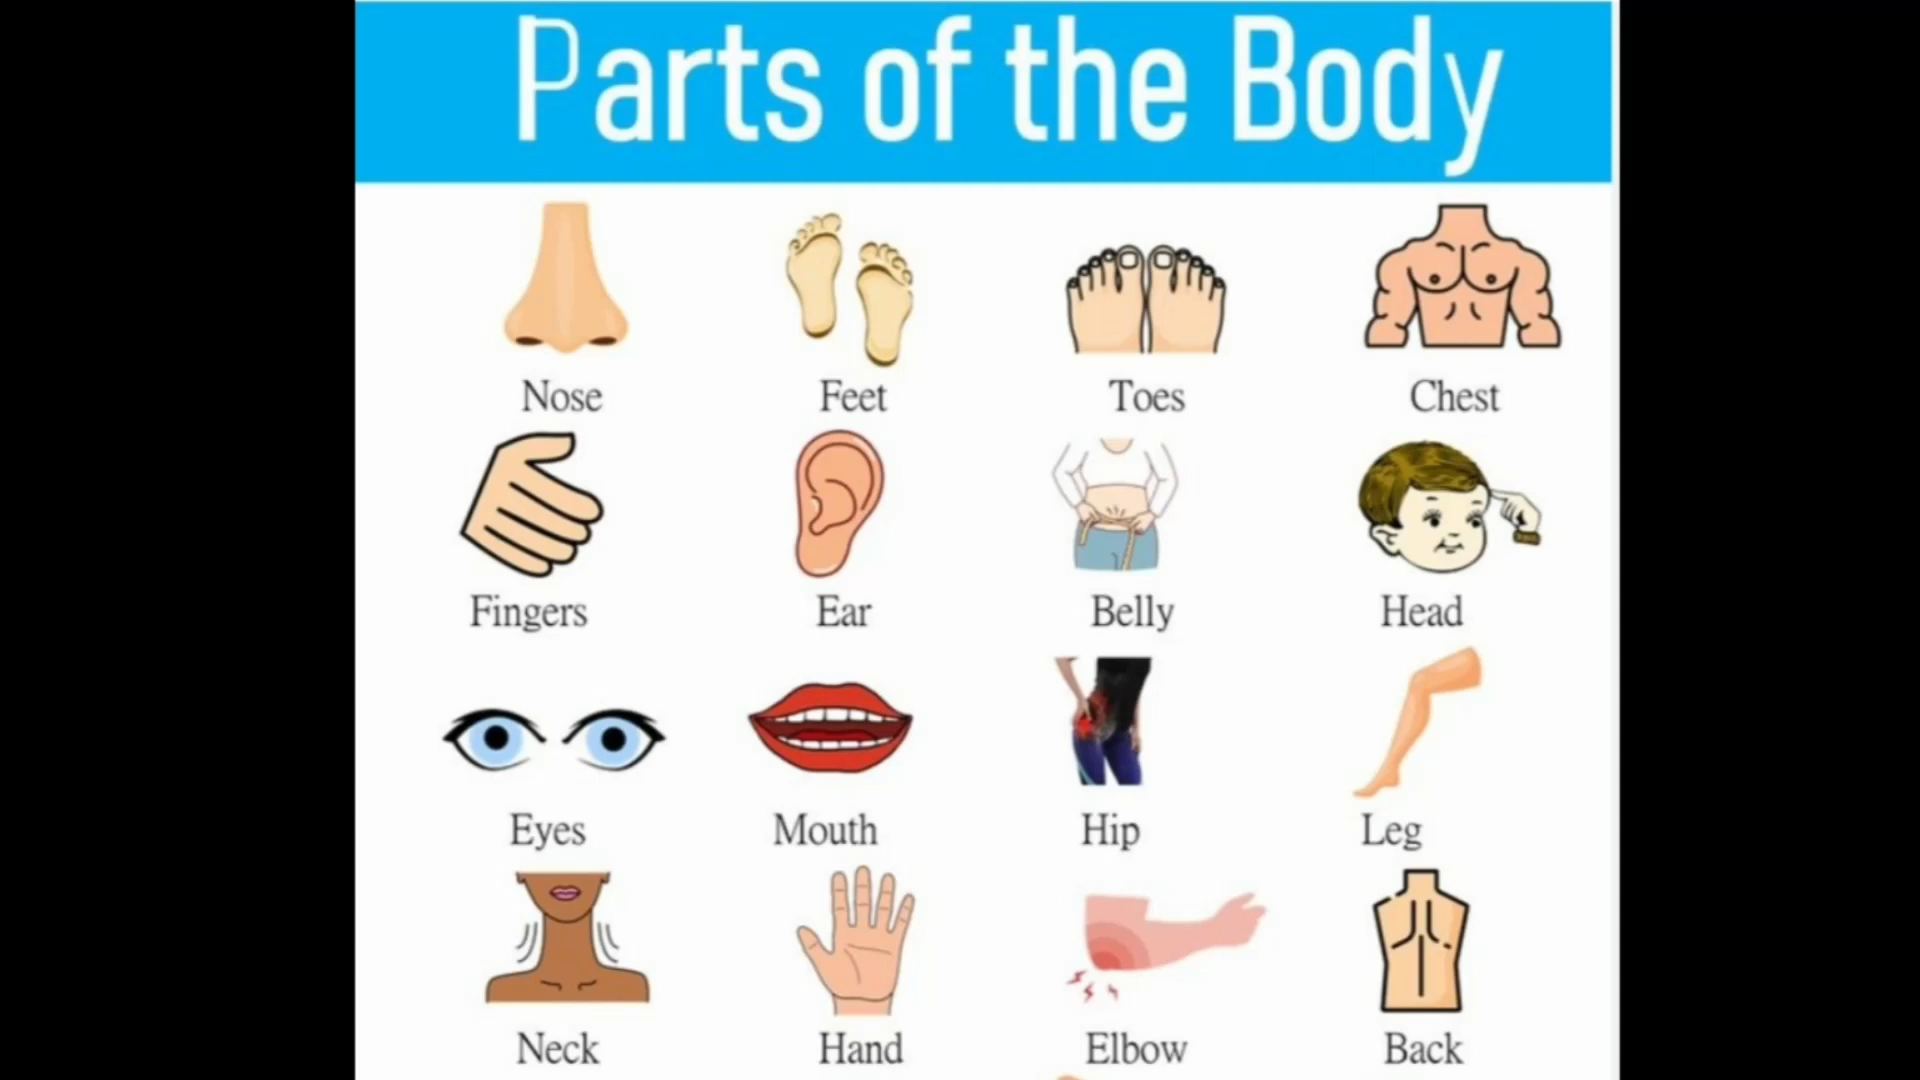 Parts of the Body
Nose
Feet
Toes
Chest
Fingers
Ear
Belly
Head
Eyes
Mouth
Hip
Leg
Neck
Hand
Elbow
Back